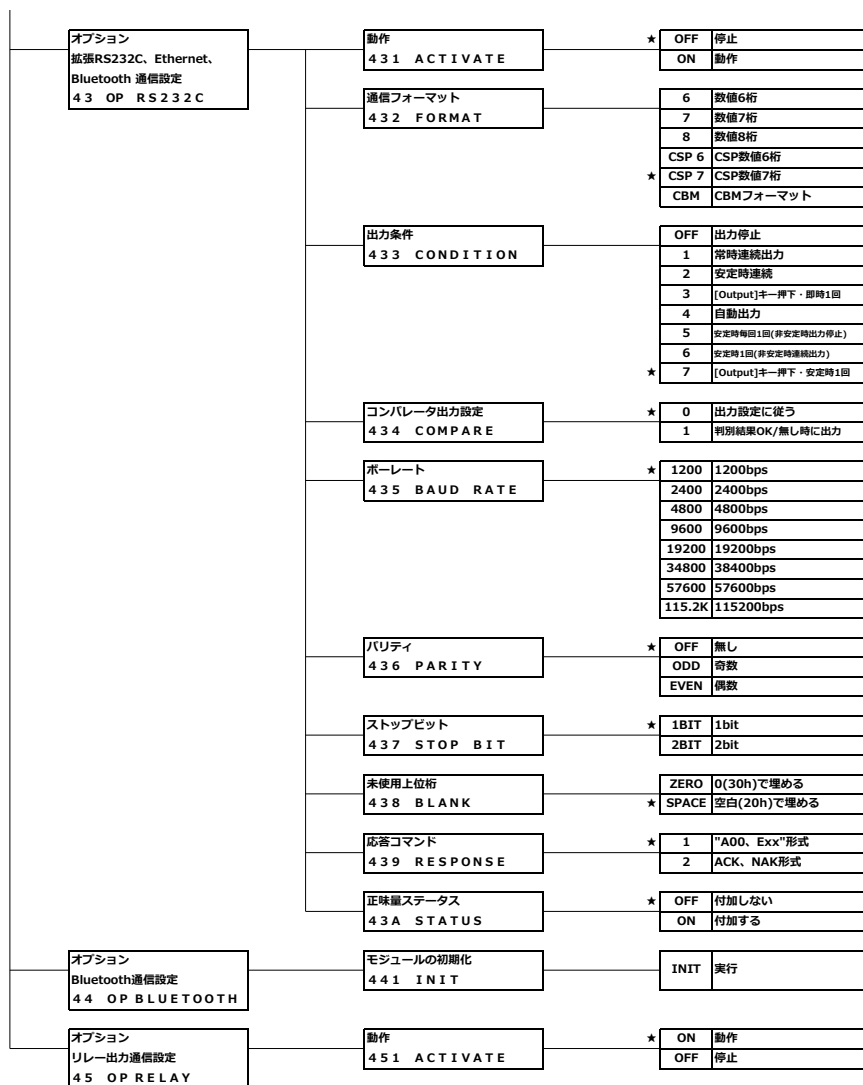 オプション
拡張RS232C、Ethernet、
Bluetooth 通信設定
43 OP RS232C
動作
431 ACTIVATE
★ OFF 停止
ON 動作
通信フォーマット
432 FORMAT
6 数値6桁
7 数値7桁
8 数値8桁
CSP 6 CSP数値6桁
★ CSP 7 CSP数値7桁
CBM CBMフォーマット
出力条件
433 CONDITION
OFF 出力停止
1 常時連続出力
2 安定時連続
3 [Output]キー押下・即時1回
4 自動出力
5 安定時毎回1回(非安定時出力停止)
6 安定時1回(非安定時連続出力)
★ 7 [Output]キー押下・安定時1回
コンパレータ出力設定
434 COMPARE
★ 0 出力設定に従う
1 判別結果OK/無し時に出力
ボーレート
435 BAUD RATE
★ 1200 1200bps
2400 2400bps
4800 4800bps
9600 9600bps
19200 19200bps
34800 38400bps
57600 57600bps
115.2K 115200bps
パリティ
436 PARITY
★ OFF 無し
ODD 奇数
EVEN 偶数
ストップビット
437 STOP BIT
★ 1BIT 1bit
2BIT 2bit
未使用上位桁
438 BLANK
ZERO 0(30h)で埋める
★ SPACE 空白(20h)で埋める
応答コマンド
439 RESPONSE
★ 1 "A00、Exx"形式
2 ACK、NAK形式
正味量ステータス
43A STATUS
★ OFF 付加しない
ON 付加する
オプション
Bluetooth通信設定
44 OP BLUETOOTH
モジュールの初期化
441 INIT
INIT 実行
オプション
リレー出力通信設定
45 OP RELAY
動作
451 ACTIVATE
★ ON 動作
OFF 停止